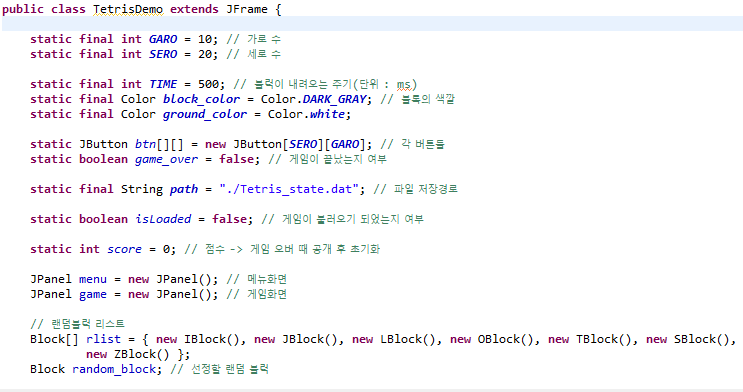 public class TetrisDemo extends JFrame {
static final int GARO = 10; // 가로 수
static final int SERO = 20; // 세로 수
static final int TIME = 500; // 블럭이 내려오는 주기(단위 : ms)
static final Color block_color = Color.DARK_GRAY; // 블록의 색깔
static final Color ground_color = Color.white;
static JButton btn[][] = new JButton[SERO][GARO]; // 각 버튼들
static boolean game_over = false; // 게임이 끝났는지 여부
static final String path = "./Tetris_state.dat"; // 파일 저장경로
static boolean isLoaded = false; // 게임이 불러오기 되었는지 여부
static int score = 0; // 점수 -> 게임 오버 때 공개 후 초기화
JPanel menu = new JPanel(); // 메뉴화면
JPanel game = new JPanel(); // 게임화면
// 랜덤블럭 리스트
Block[] rlist = { new IBlock(), new JBlock(), new LBlock(), new OBlock(), new TBlock(), new SBlock(),
new ZBlock() };
Block random_block; // 선정할 랜덤 블럭